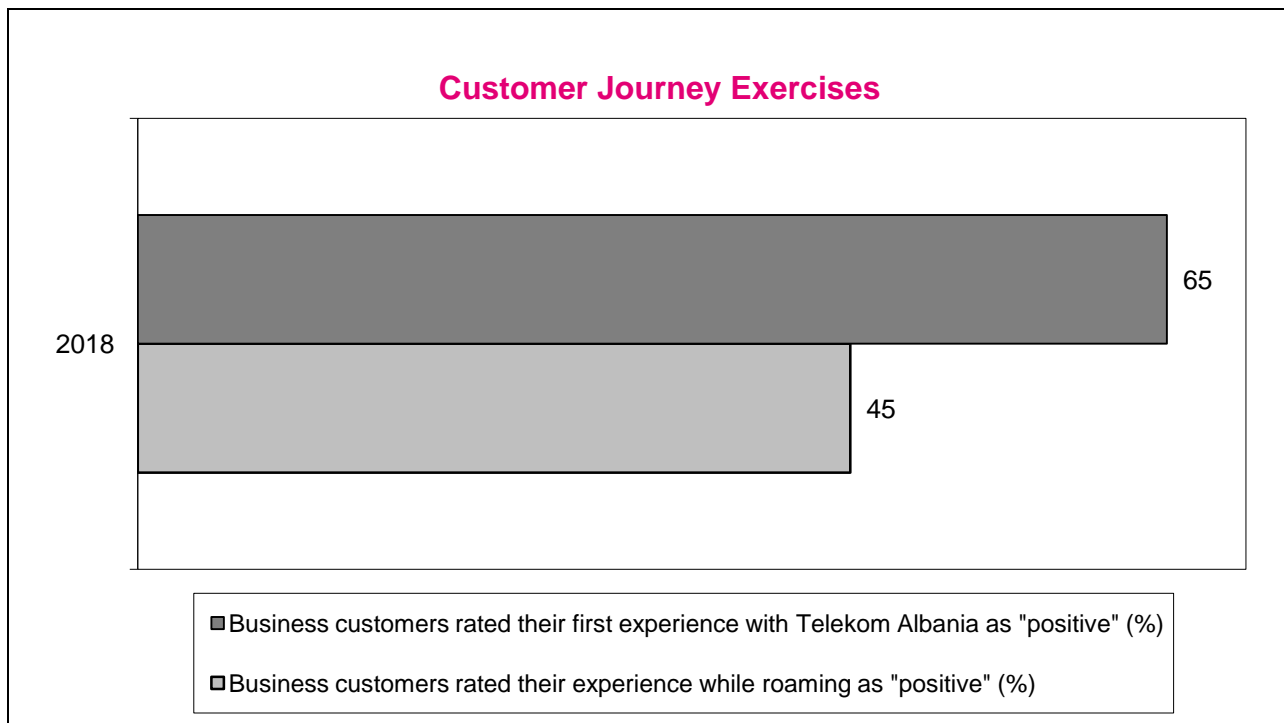 Customer Journey Exercises
65
2018
45
Business customers rated their first experience with Telekom Albania as "positive" (%)
Business customers rated their experience while roaming as "positive" (%)